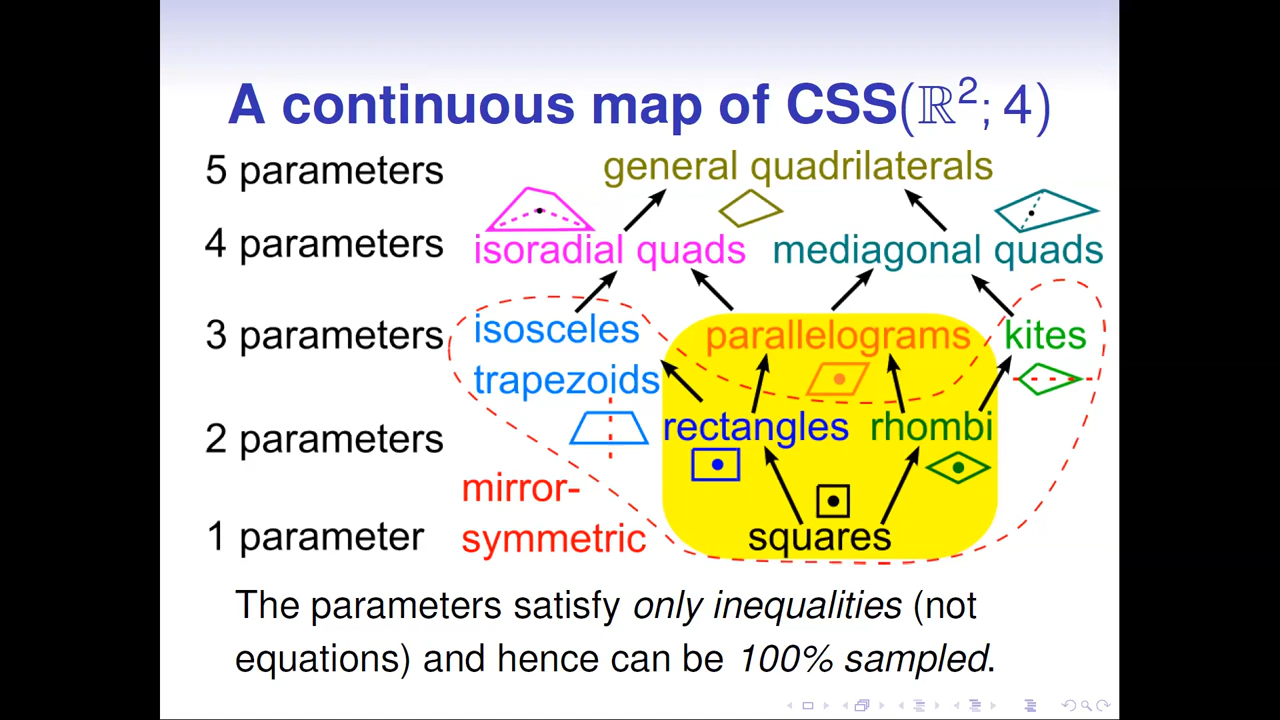 A continuous map of CSS(ℝ²; 4)
5 parameters
general quadrilaterals
4 parameters
isoradial quads
mediagonal quads
3 parameters
isosceles
trapezoids
parallelograms
kites
2 parameters
rectangles
rhombi
mirror-
symmetric
1 parameter
squares
The parameters satisfy only inequalities (not
equations) and hence can be 100% sampled.